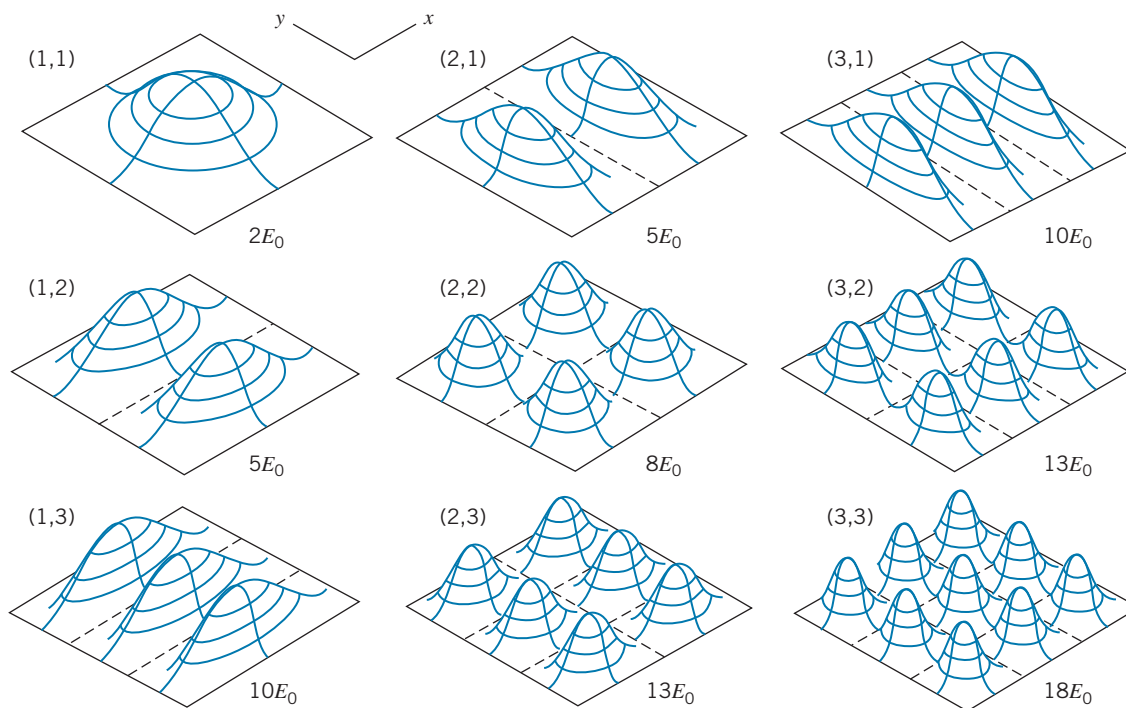 y x
(1,1) (2,1) (3,1)
2E₀ 5E₀ 10E₀
(1,2) (2,2) (3,2)
5E₀ 8E₀ 13E₀
(1,3) (2,3) (3,3)
10E₀ 13E₀ 18E₀